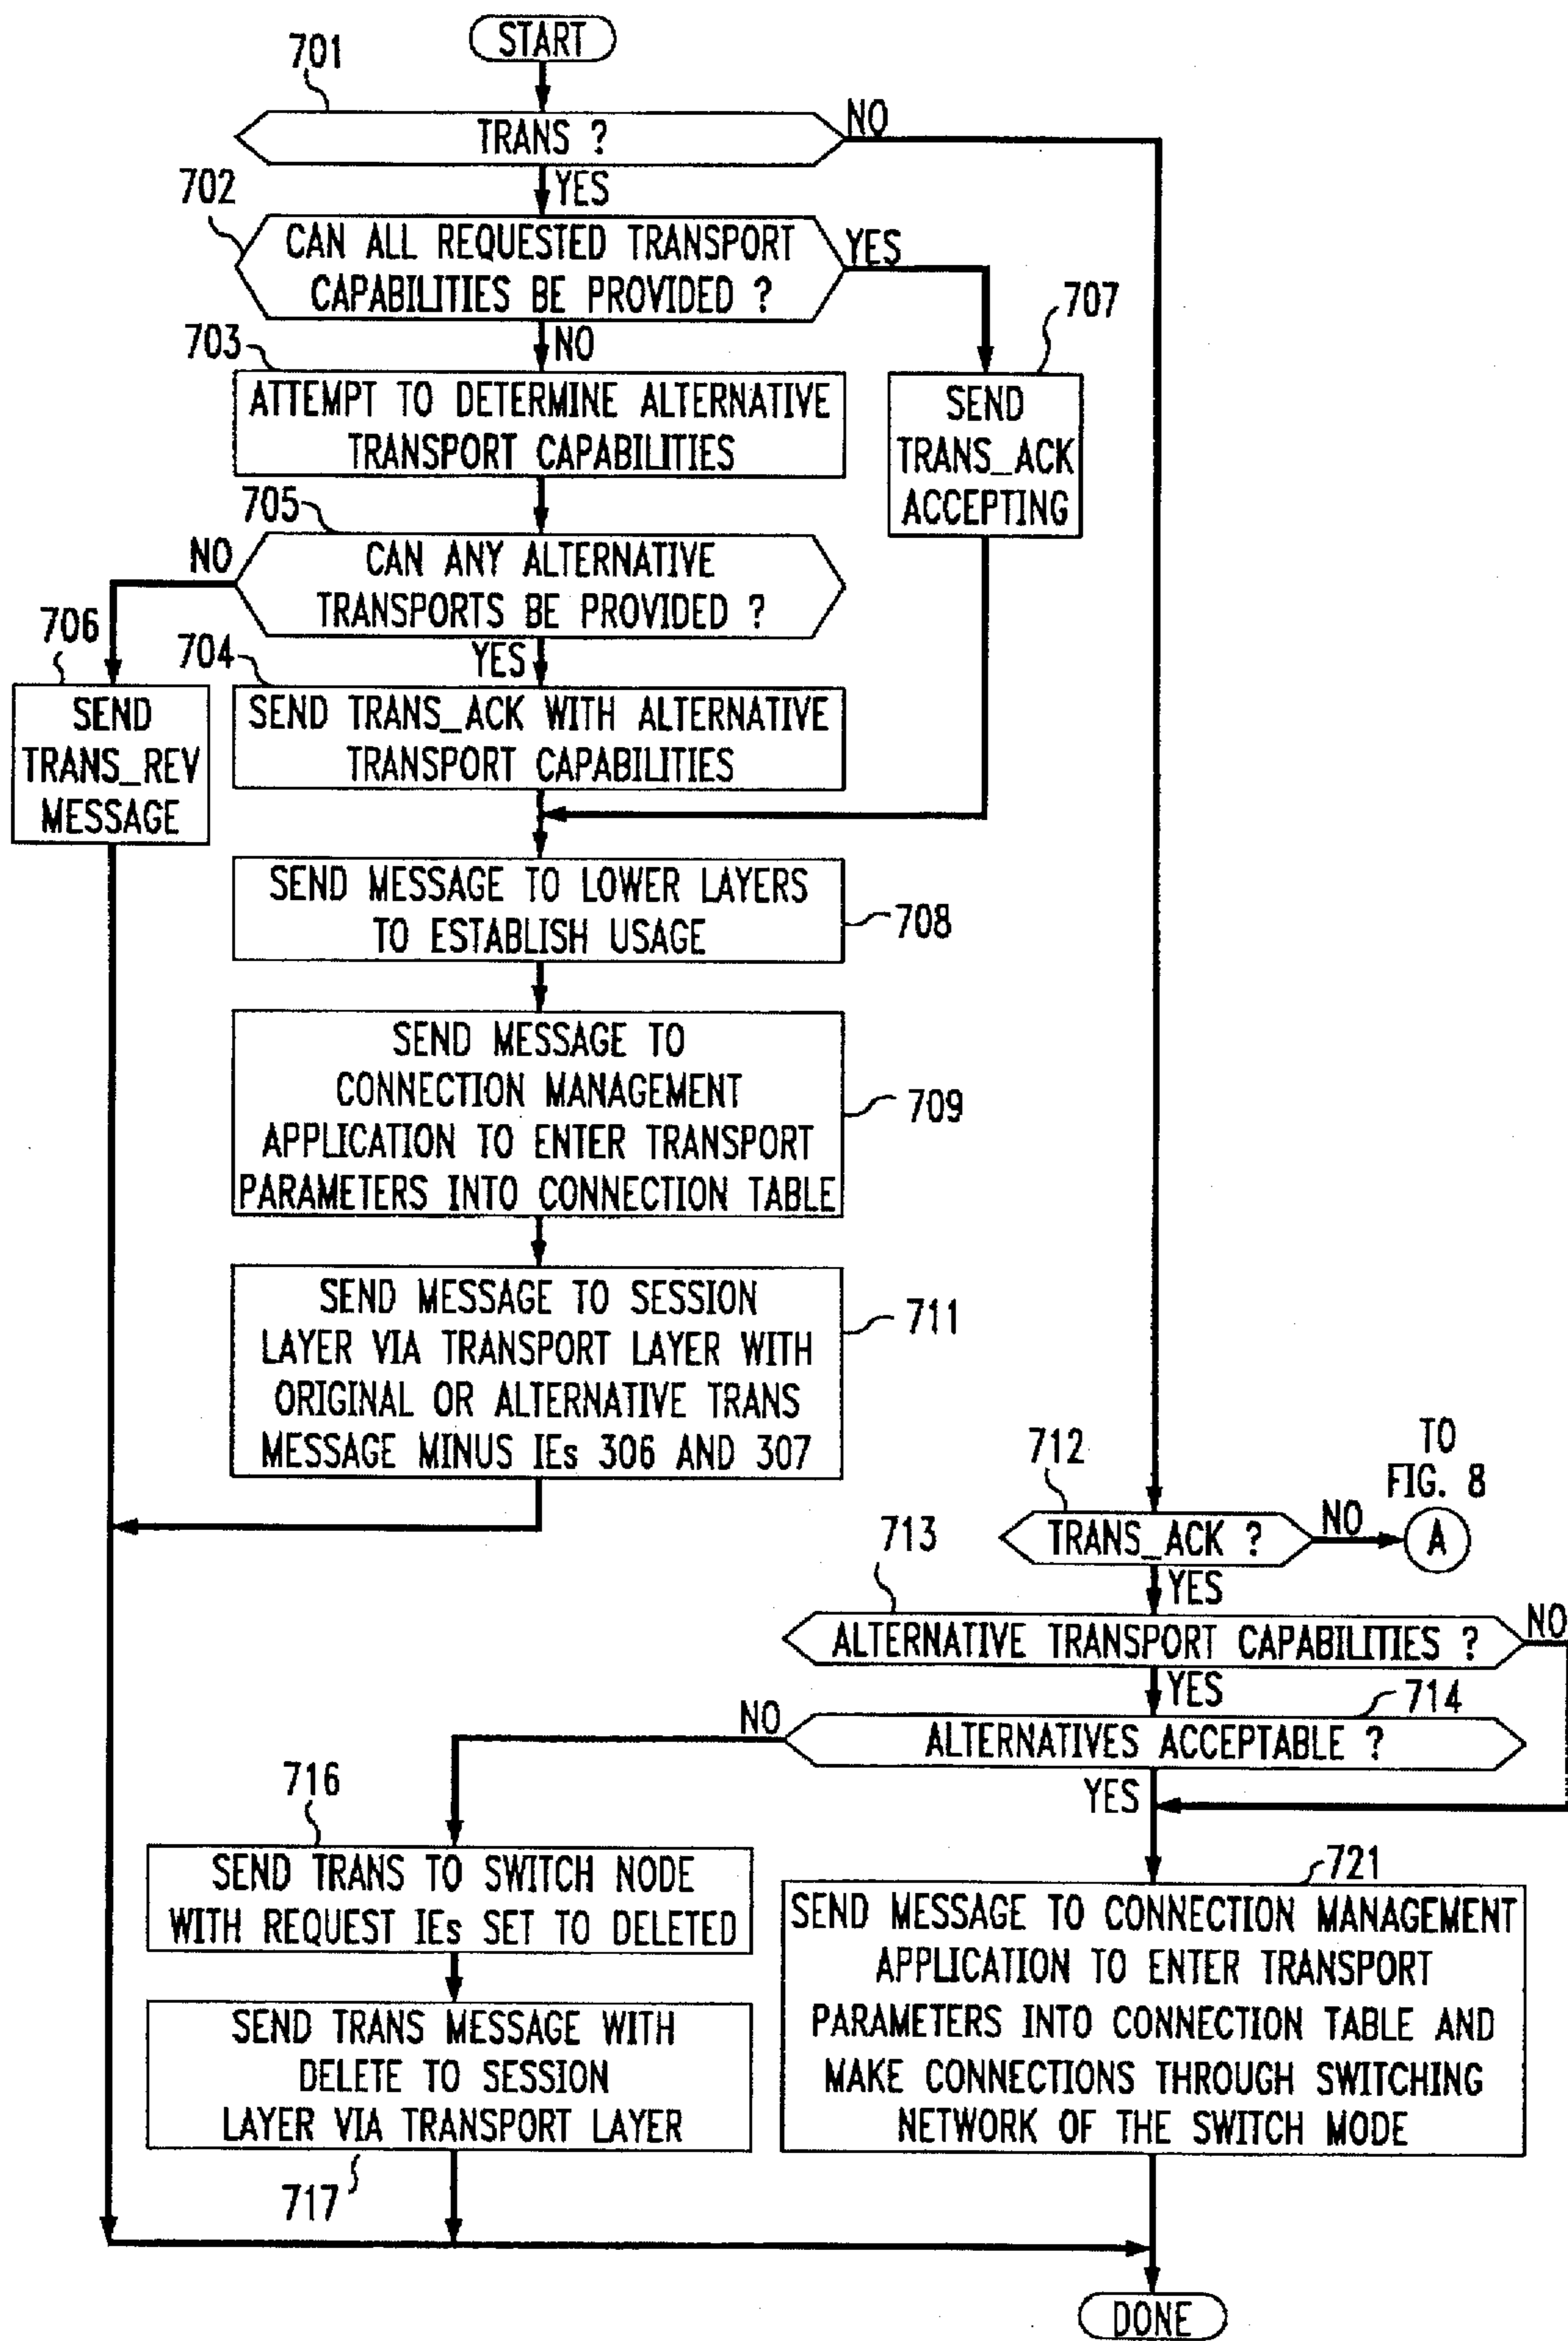 START
701
TRANS ?
NO
YES
702
CAN ALL REQUESTED TRANSPORT
CAPABILITIES BE PROVIDED ?
YES
NO
703
ATTEMPT TO DETERMINE ALTERNATIVE
TRANSPORT CAPABILITIES
707
SEND
TRANS_ACK
ACCEPTING
705
CAN ANY ALTERNATIVE
TRANSPORTS BE PROVIDED ?
NO
YES
706
SEND
TRANS_REV
MESSAGE
704
SEND TRANS_ACK WITH ALTERNATIVE
TRANSPORT CAPABILITIES
SEND MESSAGE TO LOWER LAYERS
TO ESTABLISH USAGE
708
SEND MESSAGE TO
CONNECTION MANAGEMENT
APPLICATION TO ENTER TRANSPORT
PARAMETERS INTO CONNECTION TABLE
709
SEND MESSAGE TO SESSION
LAYER VIA TRANSPORT LAYER WITH
ORIGINAL OR ALTERNATIVE TRANS
MESSAGE MINUS IEs 306 AND 307
711
712
TRANS_ACK ?
NO
TO
FIG. 8
A
YES
713
ALTERNATIVE TRANSPORT CAPABILITIES ?
NO
YES
714
ALTERNATIVES ACCEPTABLE ?
NO
YES
716
SEND TRANS TO SWITCH NODE
WITH REQUEST IEs SET TO DELETED
SEND TRANS MESSAGE WITH
DELETE TO SESSION
LAYER VIA TRANSPORT LAYER
717
721
SEND MESSAGE TO CONNECTION MANAGEMENT
APPLICATION TO ENTER TRANSPORT
PARAMETERS INTO CONNECTION TABLE AND
MAKE CONNECTIONS THROUGH SWITCHING
NETWORK OF THE SWITCH MODE
DONE